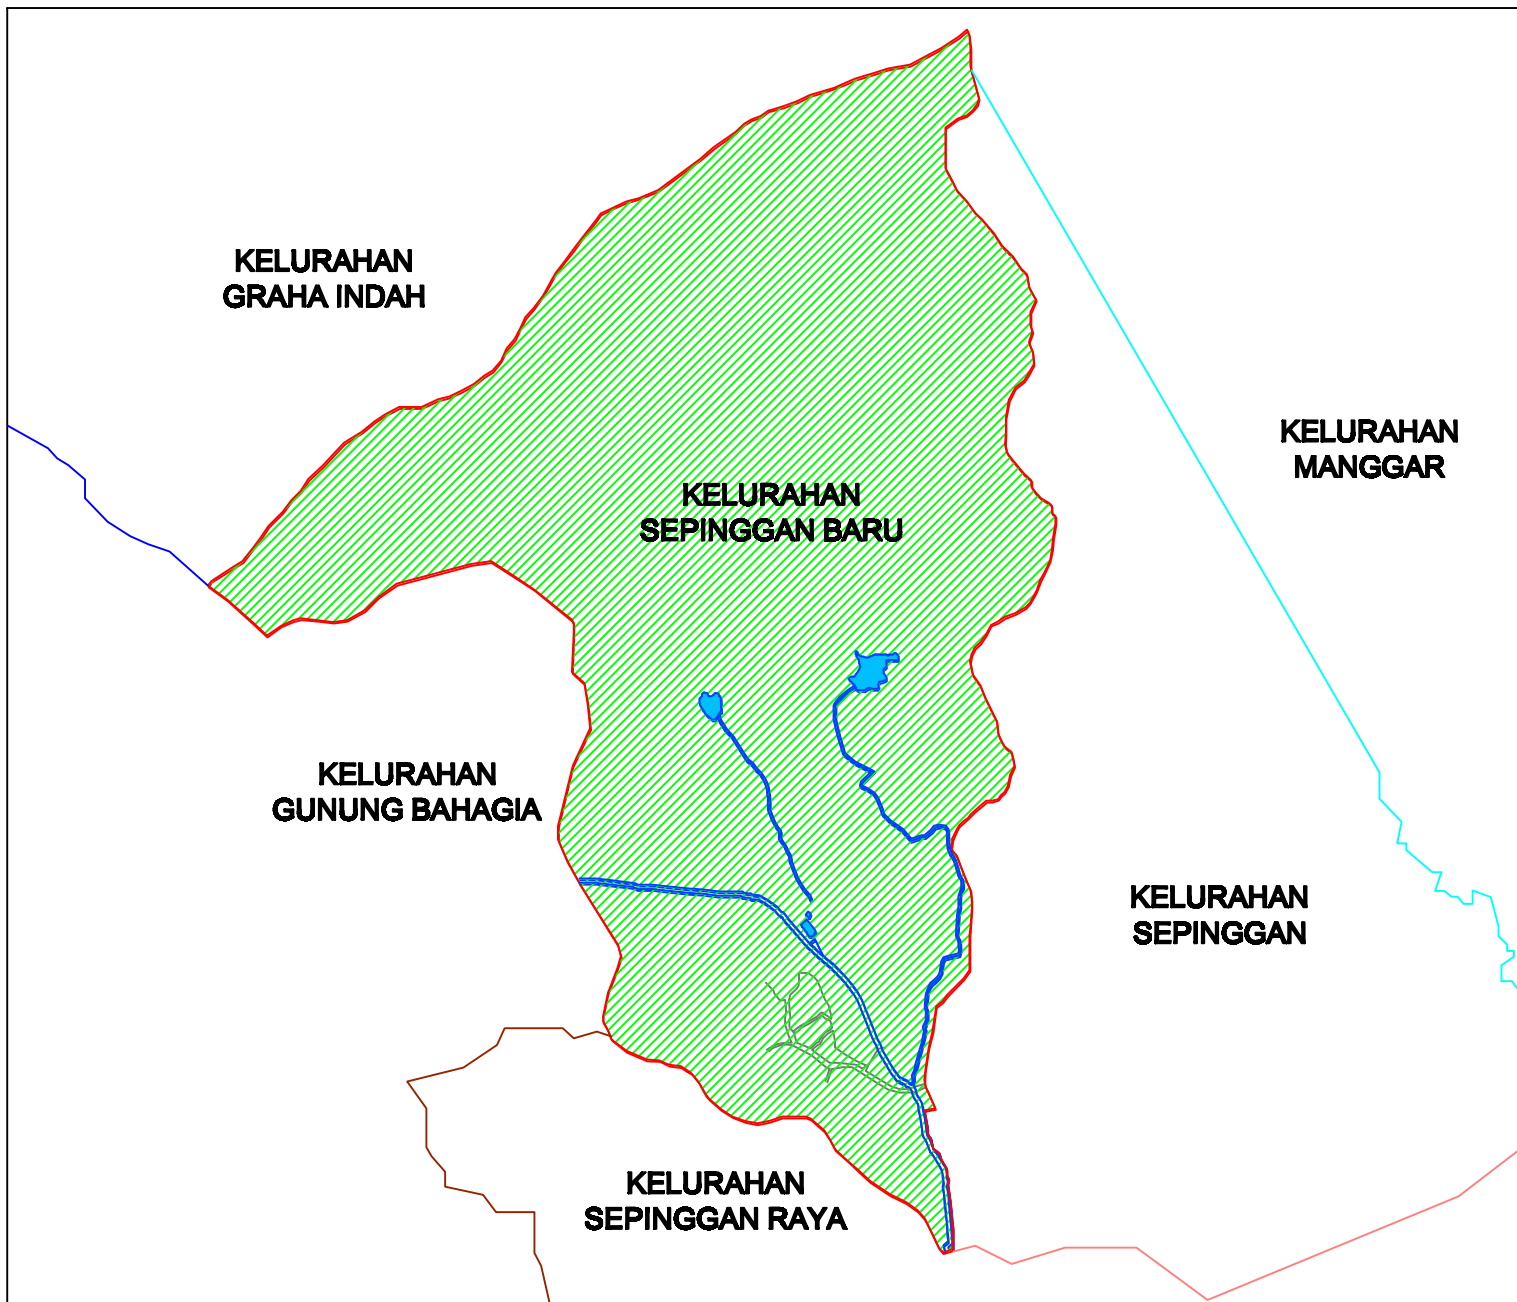 KELURAHAN
GRAHA INDAH
KELURAHAN
MANGGAR
KELURAHAN
SEPINGGAN BARU
KELURAHAN
GUNUNG BAHAGIA
KELURAHAN
SEPINGGAN
KELURAHAN
SEPINGGAN RAYA